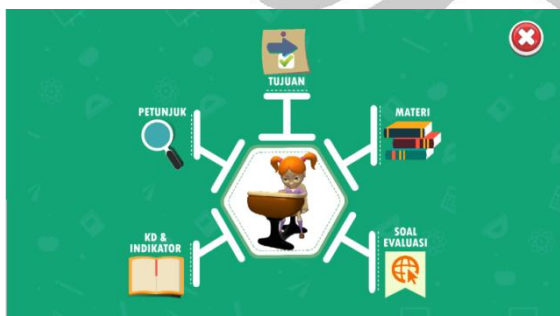 TUJUAN
PETUNJUK
MATERI
KD &
INDIKATOR
SOAL
EVALUASI